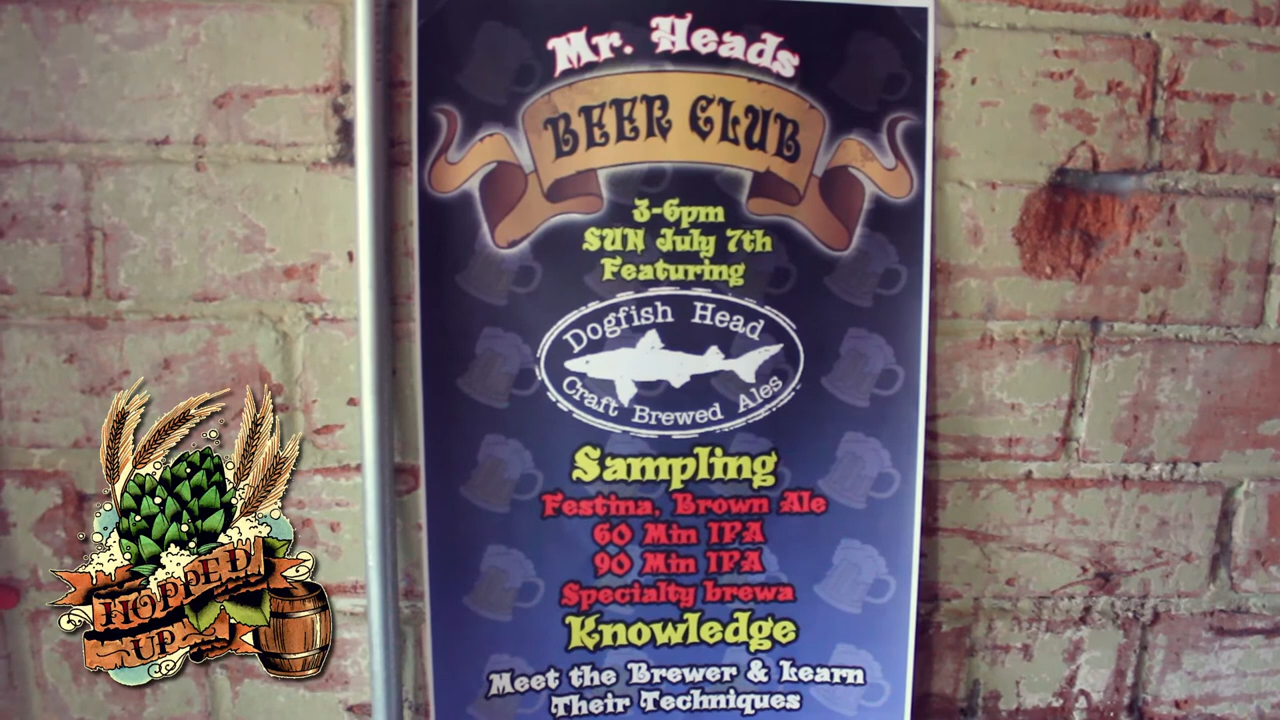 Mr. Heads
BEER CLUB
3-6pm
SUN July 7th
Featuring
Dogfish Head
Craft Brewed Ales
Sampling
Festina, Brown Ale
60 Min IPA
90 Min IPA
Specialty brewa
Knowledge
Meet the Brewer & Learn
Their Techniques
HOPPED
UP